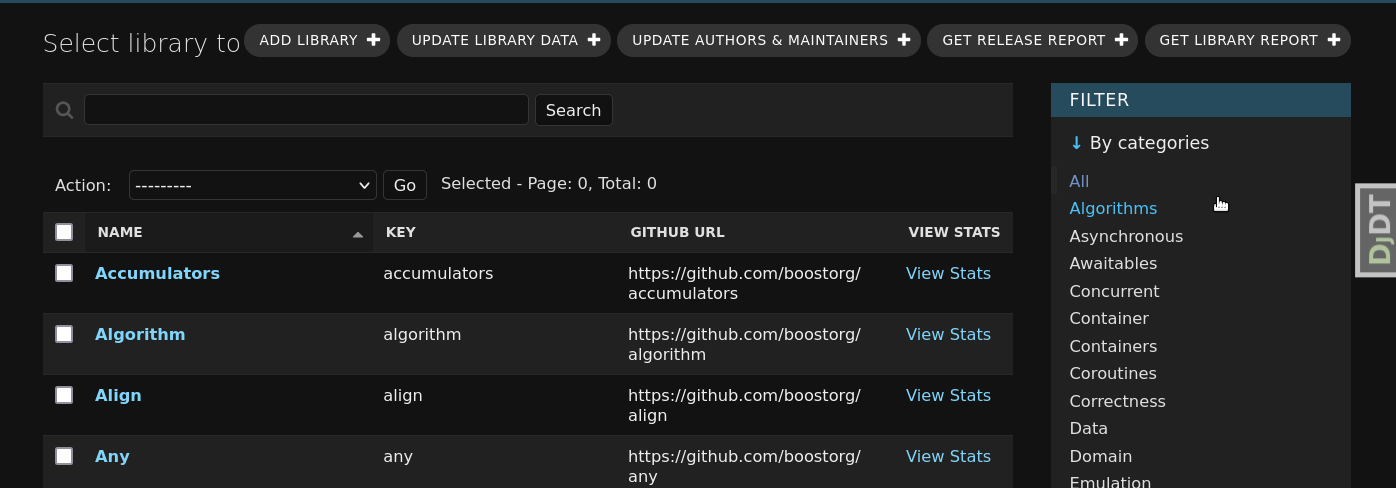 Select library to
ADD LIBRARY
UPDATE LIBRARY DATA
UPDATE AUTHORS & MAINTAINERS
GET RELEASE REPORT
GET LIBRARY REPORT
Search
Action:
---------
Go
Selected - Page: 0, Total: 0
NAME
KEY
GITHUB URL
VIEW STATS
Accumulators
accumulators
https://github.com/boostorg/
accumulators
View Stats
Algorithm
algorithm
https://github.com/boostorg/
algorithm
View Stats
Align
align
https://github.com/boostorg/
align
View Stats
Any
any
https://github.com/boostorg/
any
View Stats
FILTER
↓ By categories
All
Algorithms
Asynchronous
Awaitables
Concurrent
Container
Containers
Coroutines
Correctness
Data
Domain
Emulation
DjDT